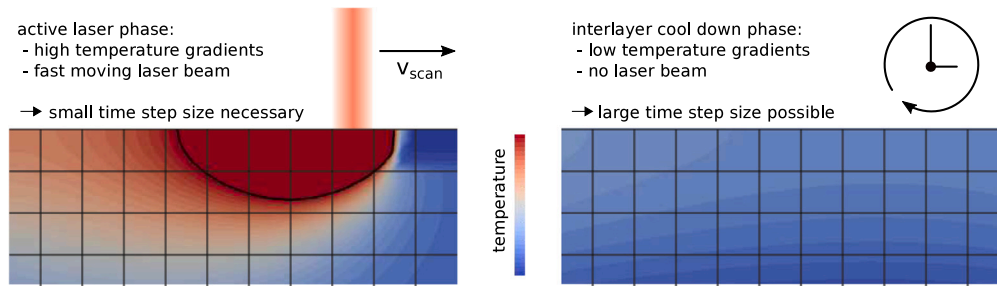 active laser phase:
- high temperature gradients
- fast moving laser beam
→ small time step size necessary
v_scan
temperature
interlayer cool down phase:
- low temperature gradients
- no laser beam
→ large time step size possible